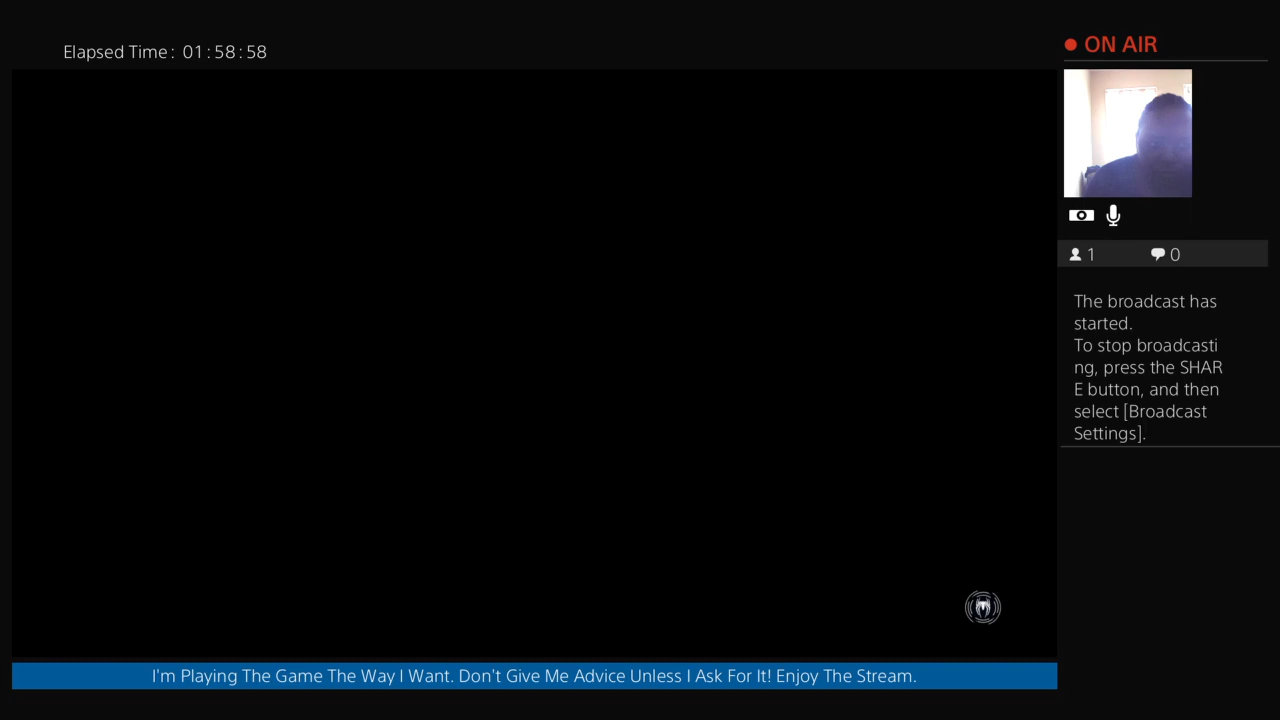 Elapsed Time: 01:58:58
ON AIR
1 0
The broadcast has
started.
To stop broadcasti
ng, press the SHAR
E button, and then
select [Broadcast
Settings].
I'm Playing The Game The Way I Want. Don't Give Me Advice Unless I Ask For It! Enjoy The Stream.